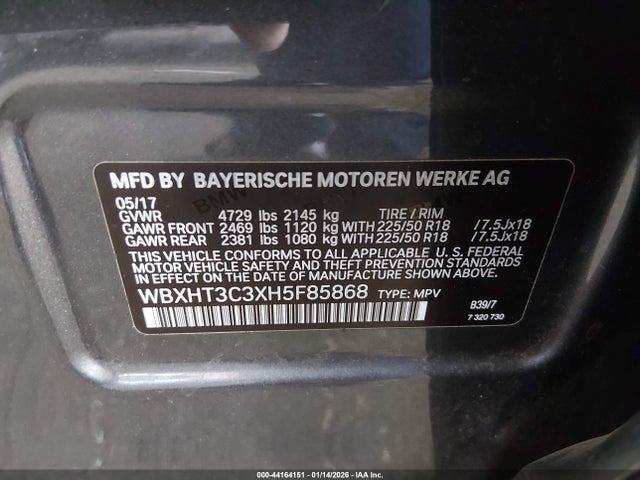 MFD BY BAYERISCHE MOTOREN WERKE AG
05/17
GVWR 4729 lbs 2145 kg TIRE / RIM
GAWR FRONT 2469 lbs 1120 kg WITH 225/50 R18 /7.5Jx18
GAWR REAR 2381 lbs 1080 kg WITH 225/50 R18 /7.5Jx18
THIS VEHICLE CONFORMS TO ALL APPLICABLE U.S. FEDERAL
MOTOR VEHICLE SAFETY, BUMPER, AND THEFT PREVENTION
STANDARDS IN EFFECT ON THE DATE OF MANUFACTURE SHOWN ABOVE.
WBXHT3C3XH5F85868 TYPE: MPV
B39/7
7 320 730
000-44164151 - 01/14/2026 - IAA Inc.